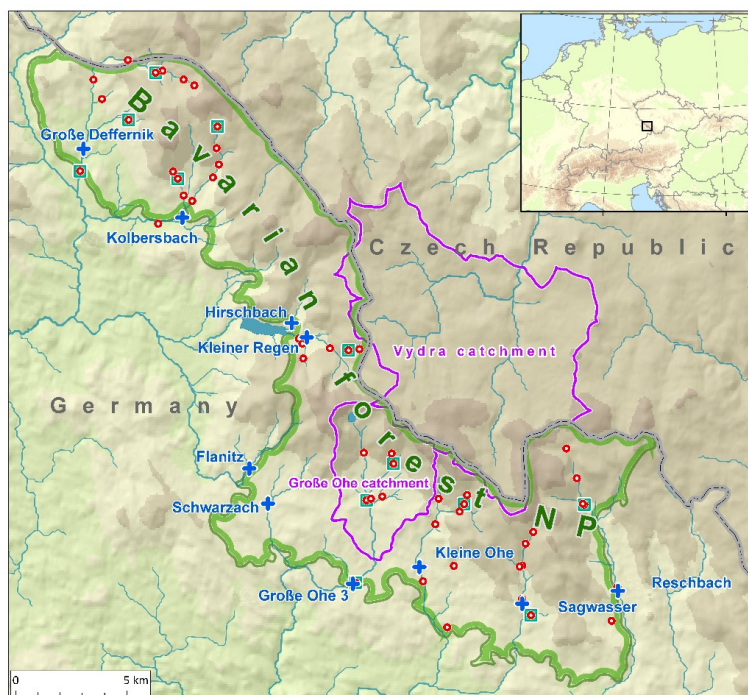 Bavarian forest NP
Große Deffernik
Kolbersbach
Czech Republic
Hirschbach
Kleiner Regen
Vydra catchment
Germany
Flanitz
Große Ohe catchment
Schwarzach
Kleine Ohe
Große Ohe 3
Reschbach
Sagwasser
0 5 km